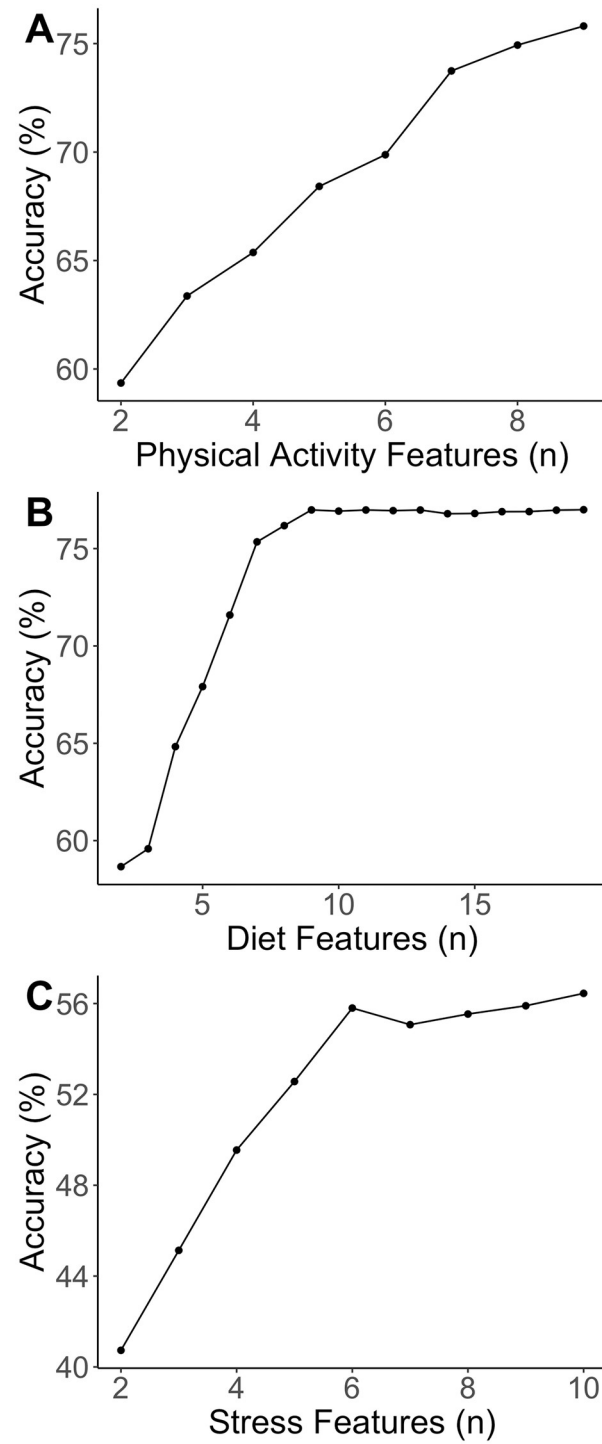 A
Accuracy (%)
75
70
65
60
2 4 6 8
Physical Activity Features (n)
B
Accuracy (%)
75
70
65
60
5 10 15
Diet Features (n)
C
Accuracy (%)
56
52
48
44
40
2 4 6 8 10
Stress Features (n)